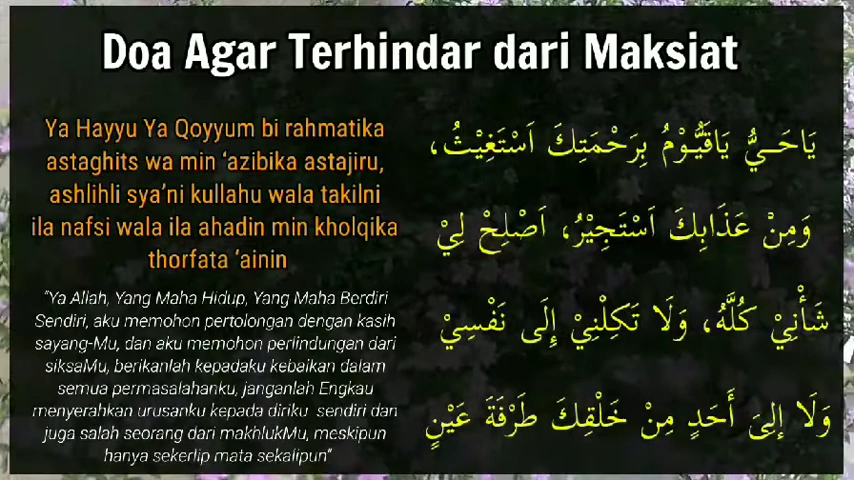 Doa Agar Terhindar dari Maksiat
Ya Hayyu Ya Qoyyum bi rahmatika
astaghits wa min ‘azibika astajiru,
ashlihli sya’ni kullahu wala takilni
ila nafsi wala ila ahadin min kholqika
thorfata ‘ainin
“Ya Allah, Yang Maha Hidup, Yang Maha Berdiri
Sendiri, aku memohon pertolongan dengan kasih
sayang-Mu, dan aku memohon perlindungan dari
siksaMu, berikanlah kepadaku kebaikan dalam
semua permasalahanku, janganlah Engkau
menyerahkan urusanku kepada diriku sendiri dan
juga salah seorang dari makhlukMu, meskipun
hanya sekerlip mata sekalipun”
يَاحَـــيُّ يَاقَيُّـوْمُ بِرَحْمَتِكَ اَسْتَغِيْـثُ،
وَمِنْ عَذَابِكَ اَسْتَجِيْرُ، اَصْلِحْ لِيْ
شَأْنِيْ كُلَّهُ، وَلَا تَكِلْنِيْ إِلَى نَفْسِيْ
وَلَا إِلىَ أَحَدٍ مِنْ خَلْقِكَ طَرْفَةَ عَيْنٍ